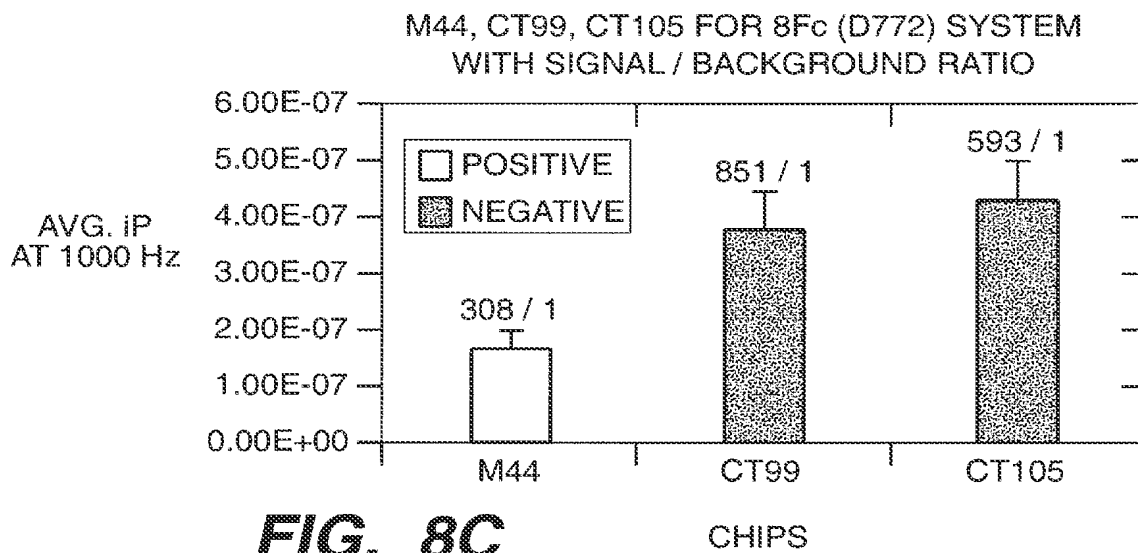 M44, CT99, CT105 FOR 8Fc (D772) SYSTEM
WITH SIGNAL / BACKGROUND RATIO
6.00E-07
5.00E-07
4.00E-07
3.00E-07
2.00E-07
1.00E-07
0.00E+00
AVG. iP
AT 1000 Hz
POSITIVE
NEGATIVE
308 / 1
851 / 1
593 / 1
M44
CT99
CT105
CHIPS
FIG._8C